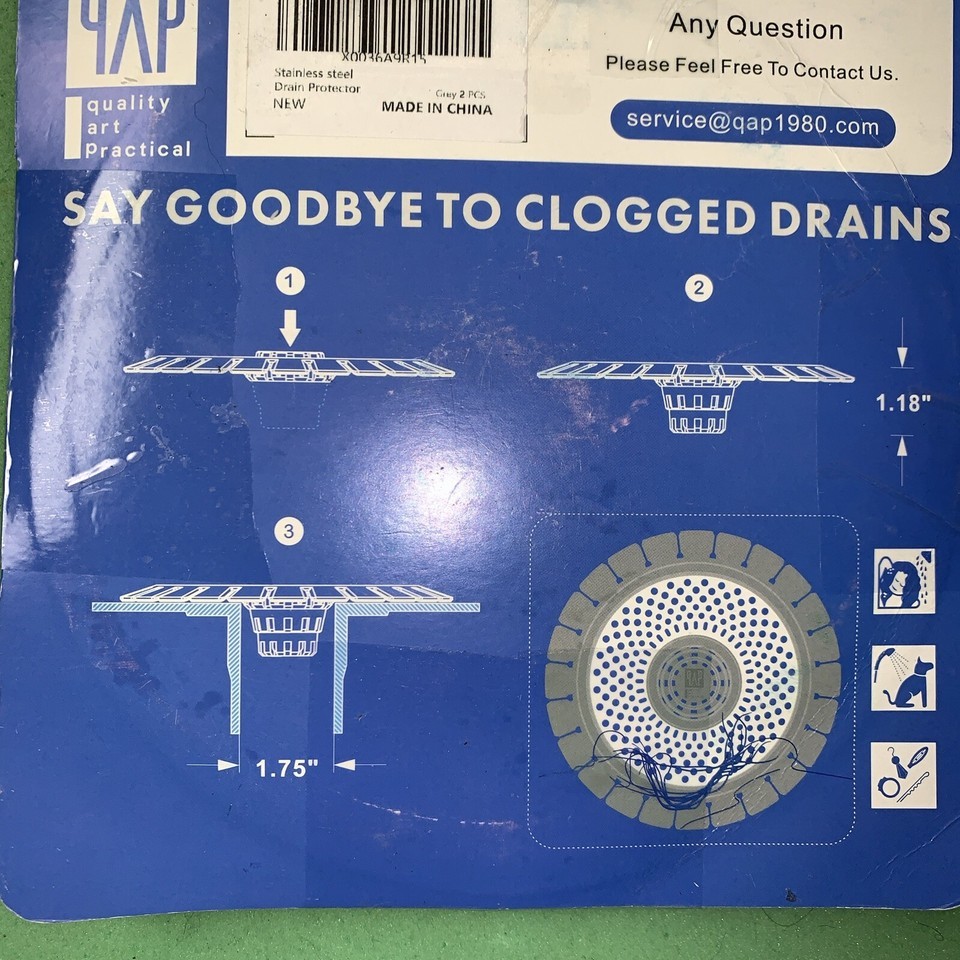 QAP
quality
art
Practical
X0036A9R15
Stainless steel
Drain Protector
Grey 2 PCS
NEW
MADE IN CHINA
Any Question
Please Feel Free To Contact Us.
service@qap1980.com
SAY GOODBYE TO CLOGGED DRAINS
1
2
1.18"
3
1.75"
QAP